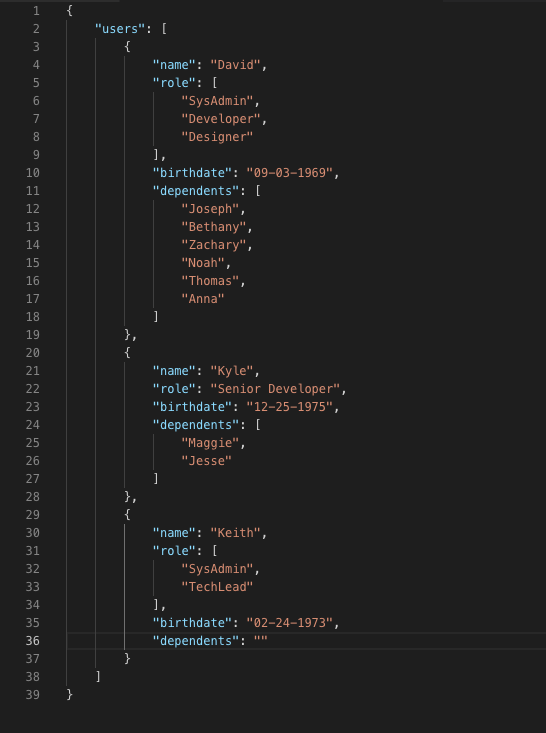 1 {
2     "users": [
3         {
4             "name": "David",
5             "role": [
6                 "SysAdmin",
7                 "Developer",
8                 "Designer"
9             ],
10             "birthdate": "09-03-1969",
11             "dependents": [
12                 "Joseph",
13                 "Bethany",
14                 "Zachary",
15                 "Noah",
16                 "Thomas",
17                 "Anna"
18             ]
19         },
20         {
21             "name": "Kyle",
22             "role": "Senior Developer",
23             "birthdate": "12-25-1975",
24             "dependents": [
25                 "Maggie",
26                 "Jesse"
27             ]
28         },
29         {
30             "name": "Keith",
31             "role": [
32                 "SysAdmin",
33                 "TechLead"
34             ],
35             "birthdate": "02-24-1973",
36             "dependents": ""
37         }
38     ]
39 }